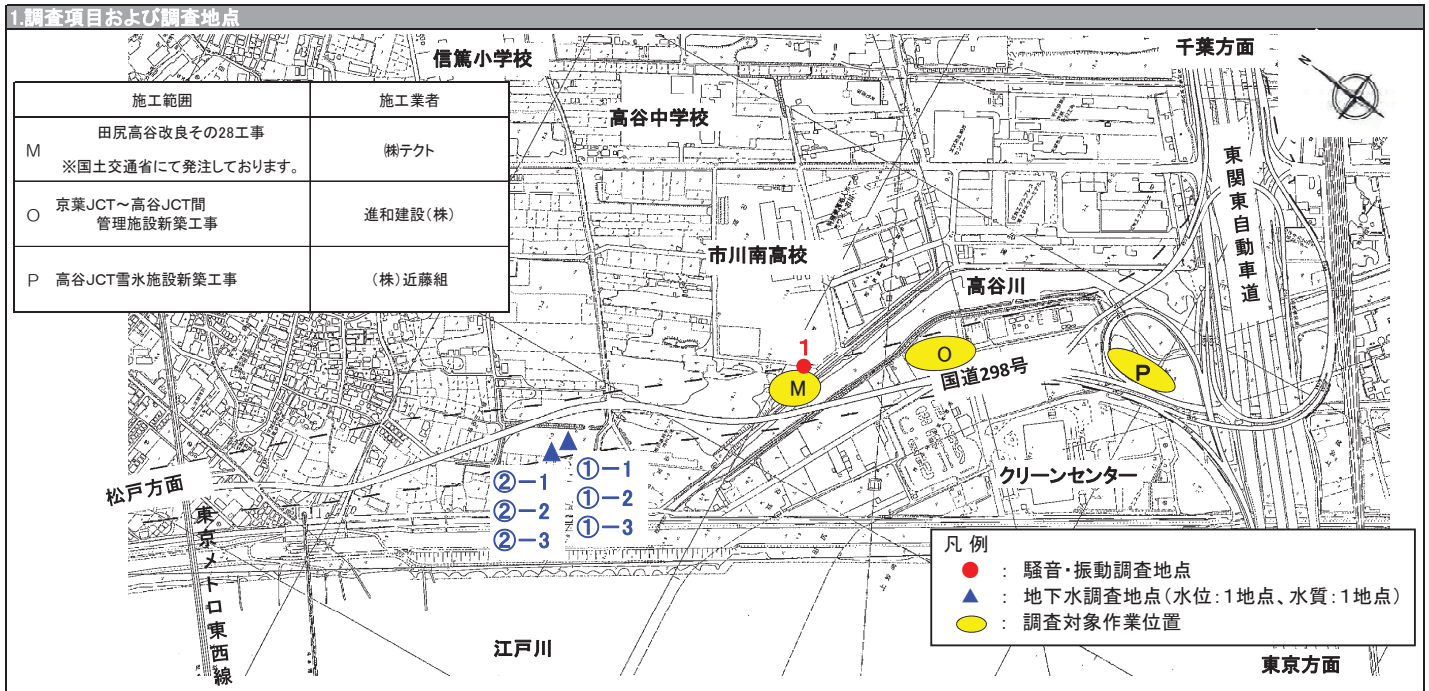 1.調査項目および調査地点
施工範囲
施工業者
M
田尻高谷改良その28工事
※国土交通省にて発注しております。
㈱テクト
O
京葉JCT～高谷JCT間
管理施設新築工事
進和建設(株)
P
高谷JCT雪氷施設新築工事
(株)近藤組
信篤小学校
千葉方面
N
高谷中学校
東関東自動車道
市川南高校
高谷川
1
M
O
国道298号
P
クリーンセンター
松戸方面
東京メトロ東西線
②－1
②－2
②－3
①－1
①－2
①－3
江戸川
東京方面
凡 例
： 騒音・振動調査地点
： 地下水調査地点(水位：1地点、水質：1地点)
： 調査対象作業位置